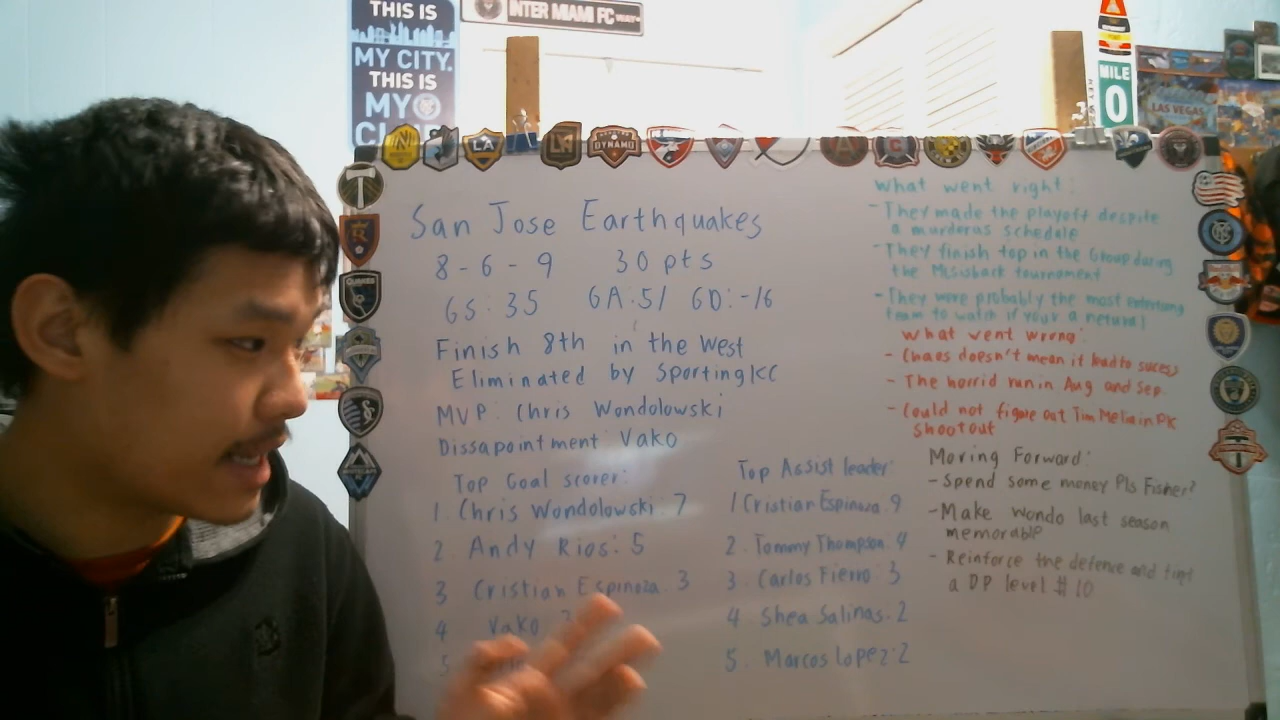 THIS IS
MY CITY.
THIS IS
MY
INTER MIAMI FC
MILE
0
LAS VEGAS
LA
DYNAMO
San Jose Earthquakes
8-6-9 30 pts
GS: 35 GA:51 GD:-16
Finish 8th in the West
Eliminated by Sporting KC
MVP: Chris Wondolowski
Dissapointment: Vako
Top Goal scorer:
1. Chris Wondolowski: 7
2. Andy Rios: 5
3 Cristian Espinoza: 3
4 Vako
5
Top Assist leader:
1 Cristian Espinoza: 9
2. Tommy Thompson: 4
3. Carlos Fierro: 3
4 Shea Salinas: 2
5. Marcos Lopez: 2
What went right:
- They made the playoff despite
a murderas schedale
- They finish top in the Group during
the Mlsisback tournament
- They were probably the most entertaing
team to watch if your a netural
What went wrong:
- Chaos doesn't mean it lead to sucess
- The horrid run in Aug and Sep.
- Could not figure out Tim Melia in PK
shootout
Moving Forward:
- Spend some money Pls Fisher?
- Make Wondo last season
memorable
- Reinforce the defence and
a DP level #10